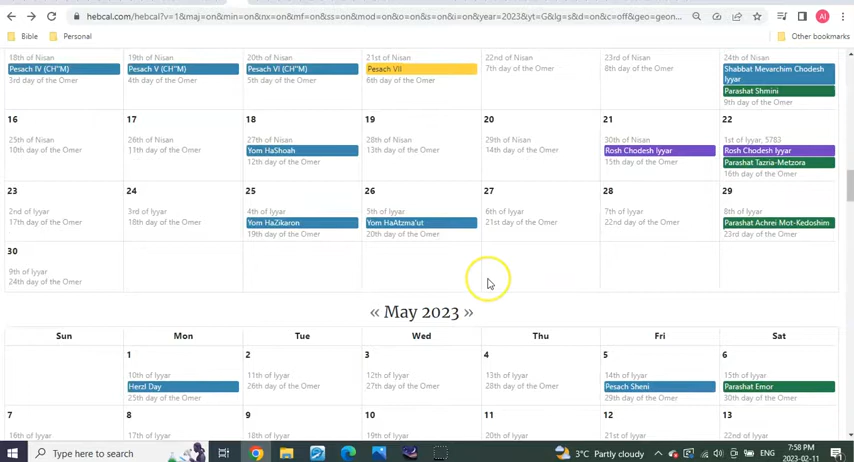 hebcal.com/hebcal?v=1&maj=on&min=on&nx=on&mf=on&ss=on&mod=on&o=on&s=on&i=on&year=2023&yt=G&lg=s&d=on&c=off&geo=geon...
AI
Bible Personal Other bookmarks
18th of Nisan 19th of Nisan 20th of Nisan 21st of Nisan 22nd of Nisan 23rd of Nisan 24th of Nisan
Pesach IV (CH"M) Pesach V (CH"M) Pesach VI (CH"M) Pesach VII 7th day of the Omer 8th day of the Omer Shabbat Mevarchim Chodesh
3rd day of the Omer 4th day of the Omer 5th day of the Omer 6th day of the Omer Iyyar
Parashat Shmini
9th day of the Omer
16 17 18 19 20 21 22
25th of Nisan 26th of Nisan 27th of Nisan 28th of Nisan 29th of Nisan 30th of Nisan 1st of Iyyar, 5783
10th day of the Omer 11th day of the Omer Yom HaShoah 13th day of the Omer 14th day of the Omer Rosh Chodesh Iyyar Rosh Chodesh Iyyar
12th day of the Omer 15th day of the Omer Parashat Tazria-Metzora
16th day of the Omer
23 24 25 26 27 28 29
2nd of Iyyar 3rd of Iyyar 4th of Iyyar 5th of Iyyar 6th of Iyyar 7th of Iyyar 8th of Iyyar
17th day of the Omer 18th day of the Omer Yom HaZikaron Yom HaAtzma'ut 21st day of the Omer 22nd day of the Omer Parashat Achrei Mot-Kedoshim
19th day of the Omer 20th day of the Omer 23rd day of the Omer
30
9th of Iyyar
24th day of the Omer
« May 2023 »
Sun Mon Tue Wed Thu Fri Sat
1 2 3 4 5 6
10th of Iyyar 11th of Iyyar 12th of Iyyar 13th of Iyyar 14th of Iyyar 15th of Iyyar
Herzl Day 26th day of the Omer 27th day of the Omer 28th day of the Omer Pesach Sheni Parashat Emor
25th day of the Omer 29th day of the Omer 30th day of the Omer
7 8 9 10 11 12 13
16th of Iyyar 17th of Iyyar 18th of Iyyar 19th of Iyyar 20th of Iyyar 21st of Iyyar 22nd of Iyyar
Type here to search 3°C Partly cloudy ENG 7:58 PM
2023-02-11